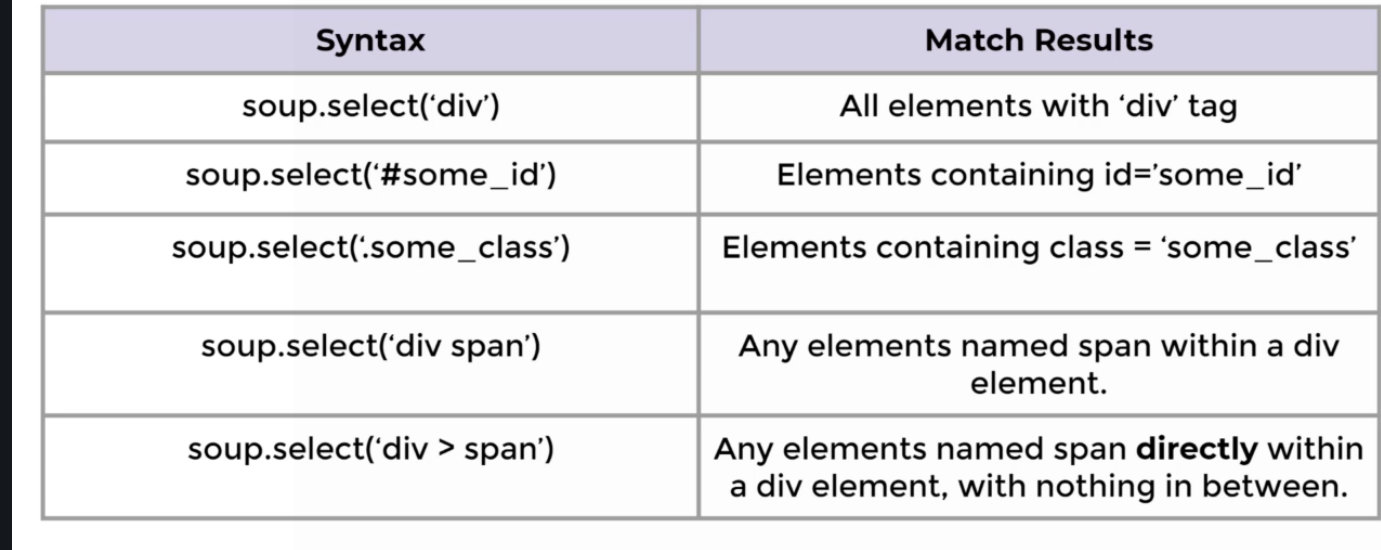 Syntax
Match Results
soup.select(‘div’)
All elements with ‘div’ tag
soup.select(‘#some_id’)
Elements containing id=’some_id’
soup.select(‘.some_class’)
Elements containing class = ‘some_class’
soup.select(‘div span’)
Any elements named span within a div
element.
soup.select(‘div > span’)
Any elements named span directly within
a div element, with nothing in between.